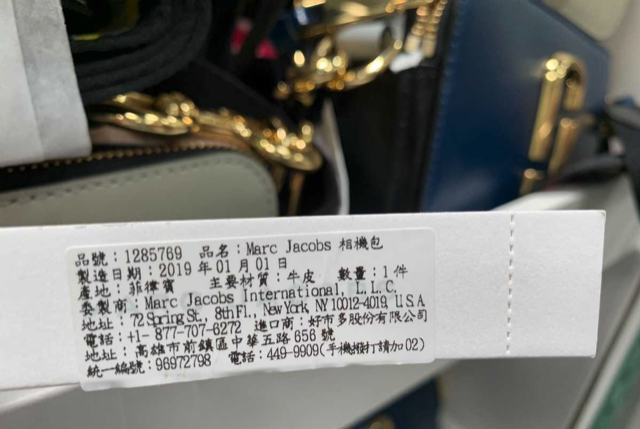 品號：1285769 品名：Marc Jacobs 相機包
製造日期：2019 年 01 月 01 日
產地：菲律賓 主要材質：牛皮 數量：1 件
委製商：Marc Jacobs International, L.L.C.
地址：72 Spring St., 8th Fl., New York, NY 10012-4019, U.S.A
電話：+1- 877-707-6272 進口商：好市多股份有限公司
地址：高雄市前鎮區中華五路 656 號
統一編號：96972798 電話：449-9909(手機撥打請加 02)